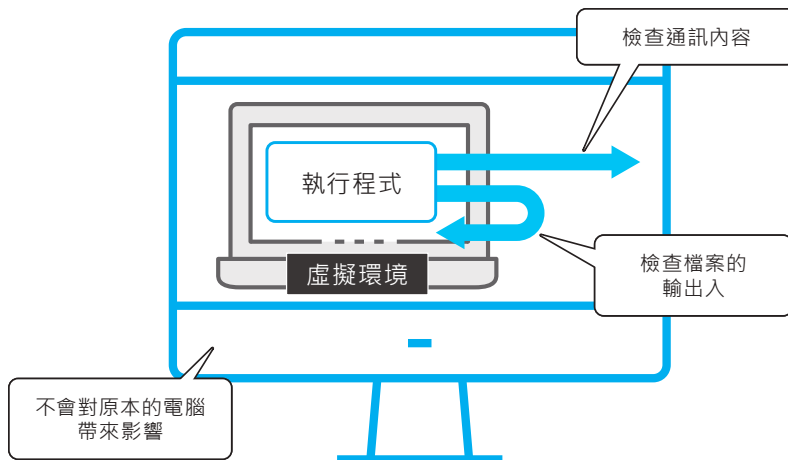 檢查通訊內容
執行程式
虛擬環境
檢查檔案的
輸出入
不會對原本的電腦
帶來影響